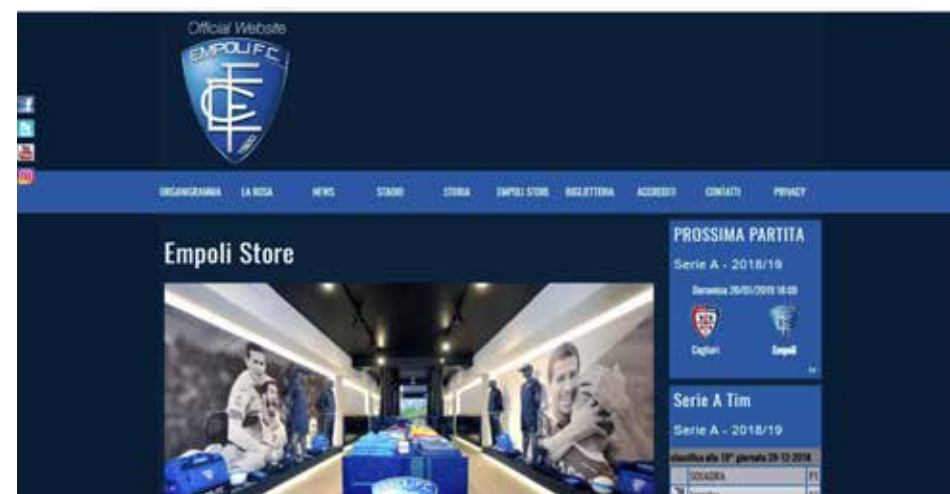 Official Website
EMPOLI F.C.
ORGANIGRAMMA LA ROSA NEWS STADIO STORIA EMPOLI STORE BIGLIETTERIA ACCREDITI CONTATTI PRIVACY
Empoli Store
PROSSIMA PARTITA
Serie A - 2018/19
Cagliari Empoli
Serie A Tim
Serie A - 2018/19
SQUADRA